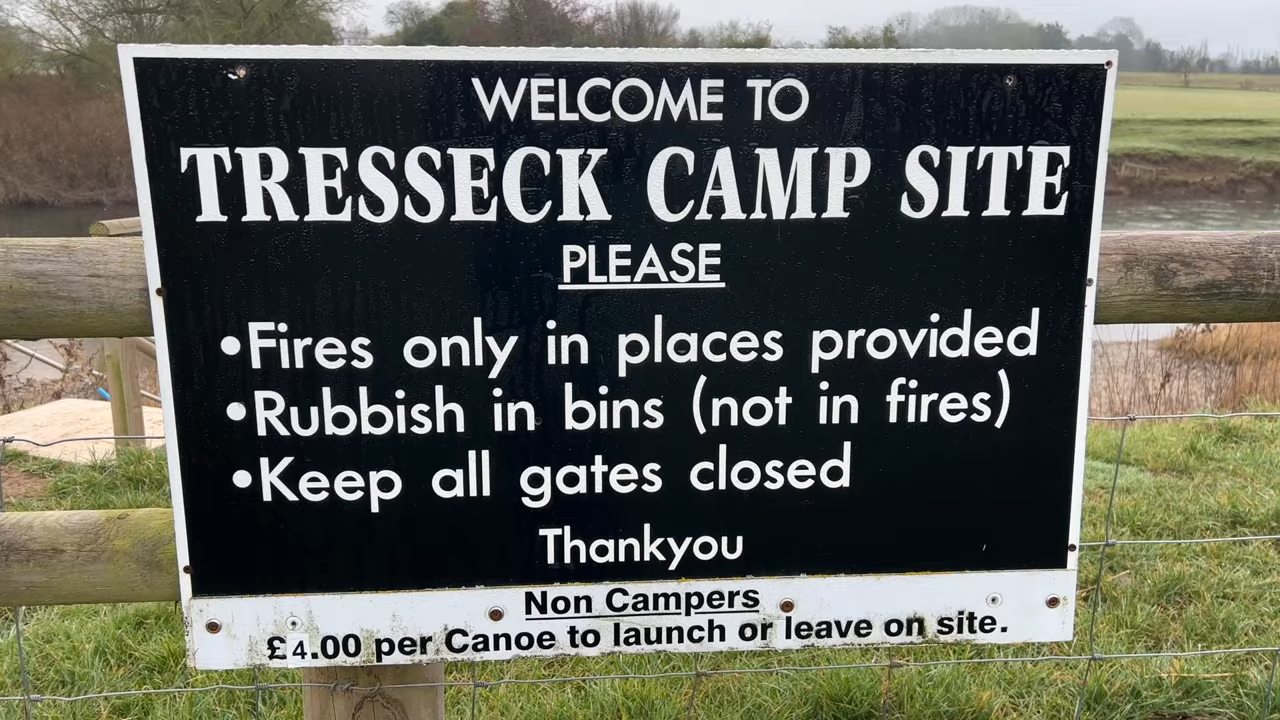 WELCOME TO
TRESSECK CAMP SITE
PLEASE
•Fires only in places provided
•Rubbish in bins (not in fires)
•Keep all gates closed
Thankyou
Non Campers
£4.00 per Canoe to launch or leave on site.